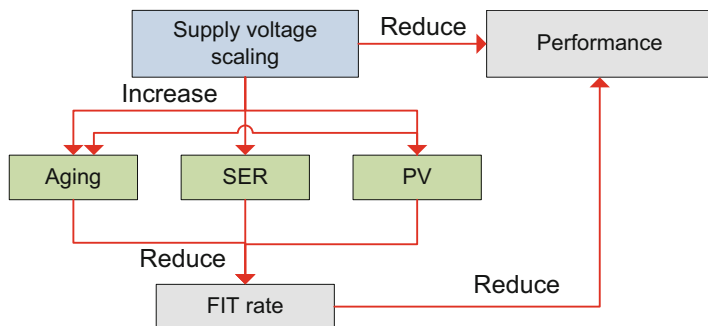 Supply voltage
scaling
Reduce
Performance
Increase
Aging
SER
PV
Reduce
Reduce
FIT rate